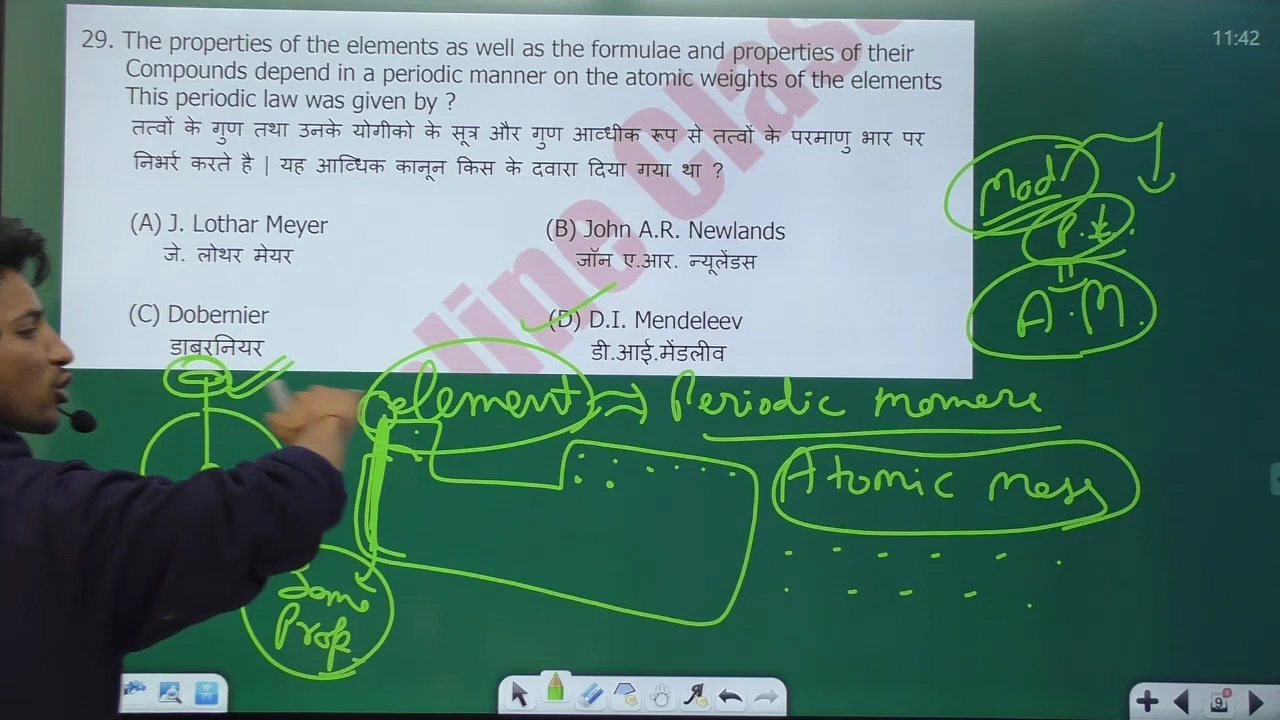 11:42
29. The properties of the elements as well as the formulae and properties of their
Compounds depend in a periodic manner on the atomic weights of the elements
This periodic law was given by ?
तत्वों के गुण तथा उनके योगीको के सूत्र और गुण आव्धीक रूप से तत्वों के परमाणु भार पर
निभर्र करते है | यह आव्धिक कानून किस के दवारा दिया गया था ?
(A) J. Lothar Meyer
जे. लोथर मेयर
(B) John A.R. Newlands
जॉन ए.आर. न्यूलेंडस
(C) Dobernier
डाबरनियर
(D) D.I. Mendeleev
डी.आई.मेंडलीव
Mod
P.t.
A.M.
element → Periodic
Atomic mess
Some
Prop
9